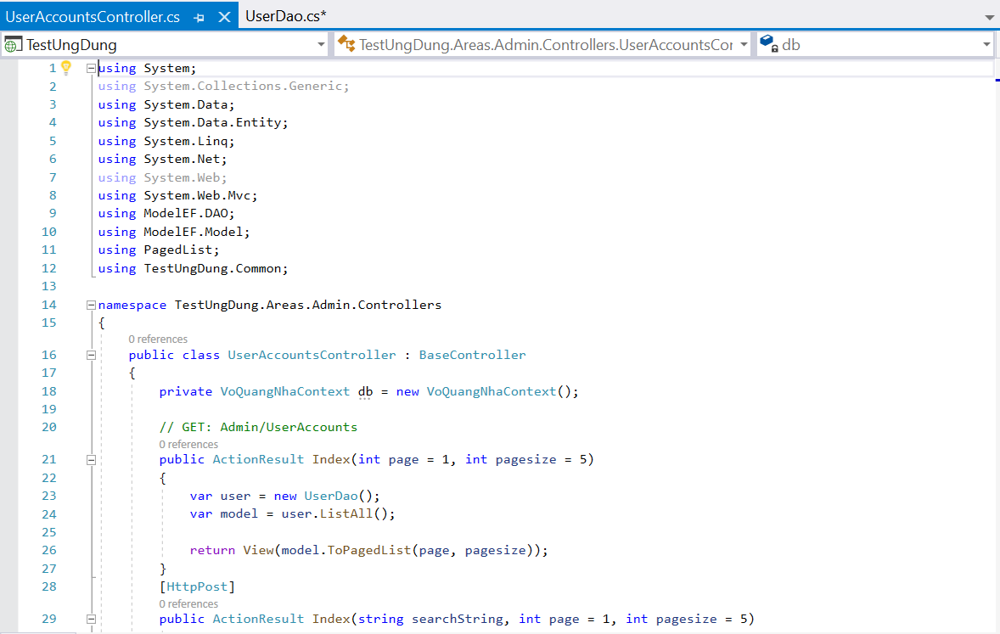 UserAccountsController.cs UserDao.cs*
TestUngDung TestUngDung.Areas.Admin.Controllers.UserAccountsCor db
1 using System;
2 using System.Collections.Generic;
3 using System.Data;
4 using System.Data.Entity;
5 using System.Linq;
6 using System.Net;
7 using System.Web;
8 using System.Web.Mvc;
9 using ModelEF.DAO;
10 using ModelEF.Model;
11 using PagedList;
12 using TestUngDung.Common;
13
14 namespace TestUngDung.Areas.Admin.Controllers
15 {
0 references
16 public class UserAccountsController : BaseController
17 {
18 private VoQuangNhaContext db = new VoQuangNhaContext();
19
20 // GET: Admin/UserAccounts
0 references
21 public ActionResult Index(int page = 1, int pagesize = 5)
22 {
23 var user = new UserDao();
24 var model = user.ListAll();
25
26 return View(model.ToPagedList(page, pagesize));
27 }
28 [HttpPost]
0 references
29 public ActionResult Index(string searchString, int page = 1, int pagesize = 5)